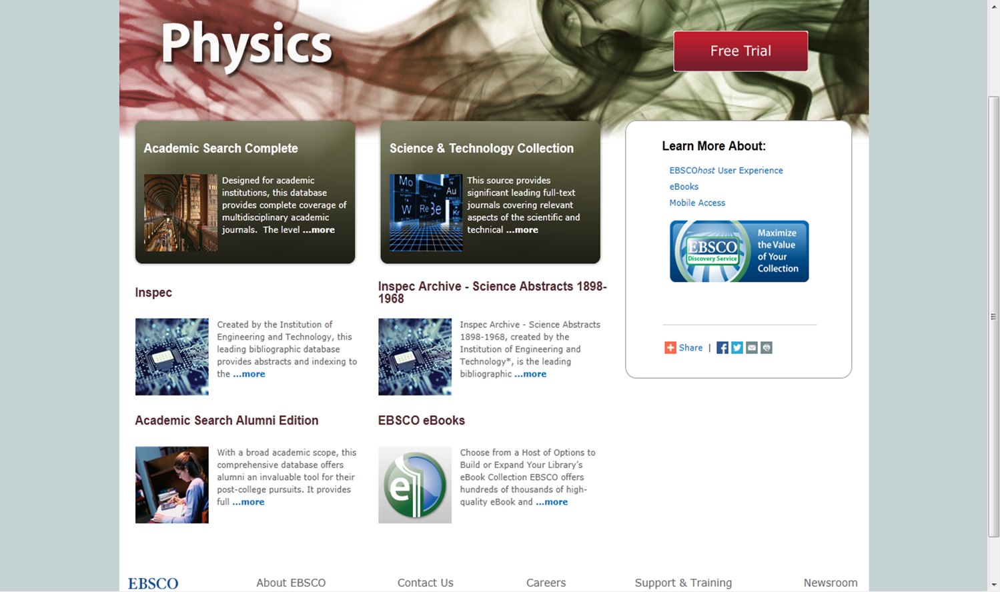 Physics
Free Trial
Academic Search Complete
Designed for academic
institutions, this database
provides complete coverage of
multidisciplinary academic
journals.  The level ...more
Science & Technology Collection
Mo
Au
W
Re
Be
Kr
This source provides
significant leading full-text
journals covering relevant
aspects of the scientific and
technical ...more
Learn More About:
EBSCOhost User Experience
eBooks
Mobile Access
EBSCO
Discovery Service
Maximize
the Value
of Your
Collection
Share |
Inspec
Created by the Institution of
Engineering and Technology, this
leading bibliographic database
provides abstracts and indexing to
the ...more
Inspec Archive - Science Abstracts 1898-
1968
Inspec Archive - Science Abstracts
1898-1968, created by the
Institution of Engineering and
Technology*, is the leading
bibliographic ...more
Academic Search Alumni Edition
With a broad academic scope, this
comprehensive database offers
alumni an invaluable tool for their
post-college pursuits. It provides
full ...more
EBSCO eBooks
e
Choose from a Host of Options to
Build or Expand Your Library’s
eBook Collection EBSCO offers
hundreds of thousands of high-
quality eBook and ...more
EBSCO
About EBSCO
Contact Us
Careers
Support & Training
Newsroom